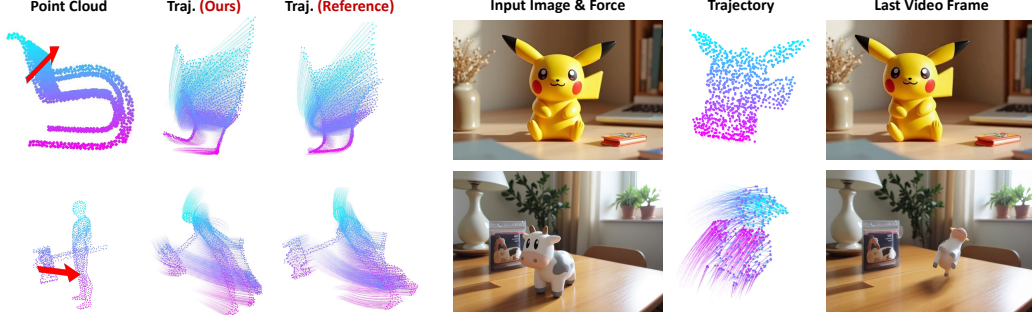 Point Cloud
Traj. (Ours)
Traj. (Reference)
Input Image & Force
Trajectory
Last Video Frame